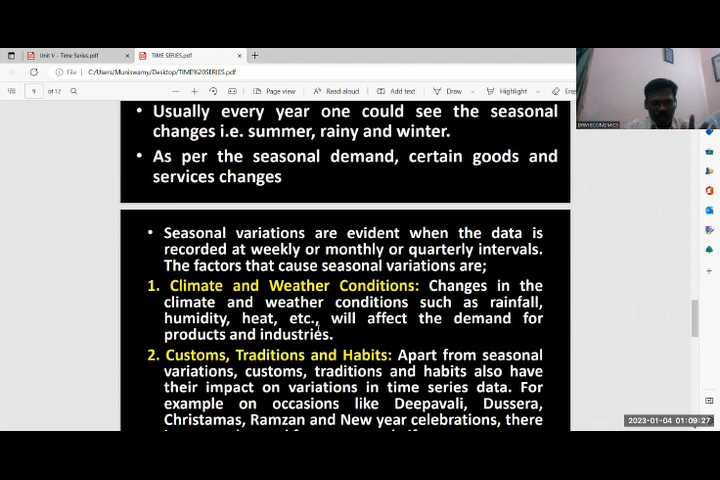 Unit V - Time Series.pdf
TIME SERIES.pdf
File
C:/Users/Muniswamy/Desktop/TIME%20SERIES.pdf
9 of 12
Page view
Read aloud
Add text
Draw
Highlight
• Usually every year one could see the seasonal
changes i.e. summer, rainy and winter.
• As per the seasonal demand, certain goods and
services changes
• Seasonal variations are evident when the data is
recorded at weekly or monthly or quarterly intervals.
The factors that cause seasonal variations are;
1. Climate and Weather Conditions: Changes in the
climate and weather conditions such as rainfall,
humidity, heat, etc., will affect the demand for
products and industries.
2. Customs, Traditions and Habits: Apart from seasonal
variations, customs, traditions and habits also have
their impact on variations in time series data. For
example on occasions like Deepavali, Dussera,
Christamas, Ramzan and New year celebrations, there
2023-01-04 01:09:27